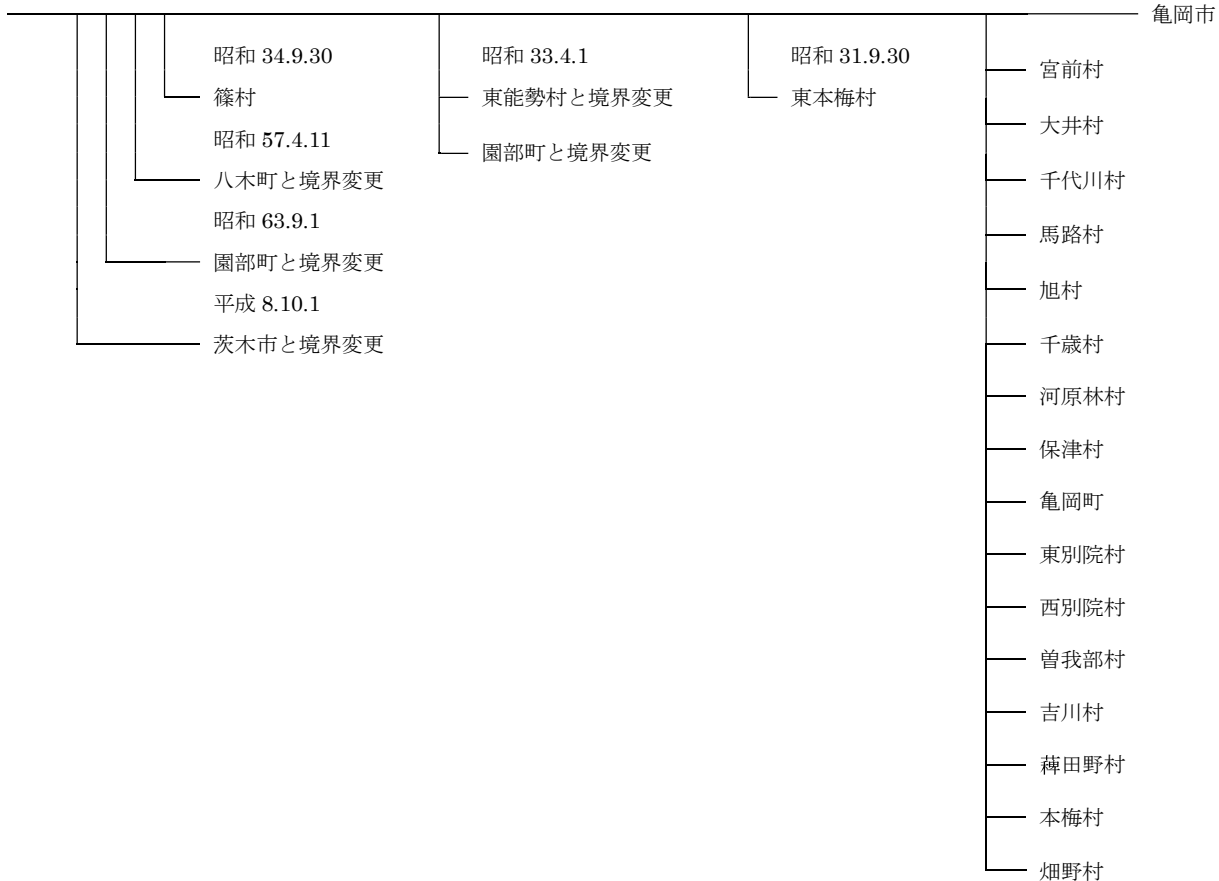 亀岡市
昭和 34.9.30
篠村
昭和 57.4.11
八木町と境界変更
昭和 63.9.1
園部町と境界変更
平成 8.10.1
茨木市と境界変更
昭和 33.4.1
東能勢村と境界変更
園部町と境界変更
昭和 31.9.30
東本梅村
宮前村
大井村
千代川村
馬路村
旭村
千歳村
河原林村
保津村
亀岡町
東別院村
西別院村
曽我部村
吉川村
薭田野村
本梅村
畑野村